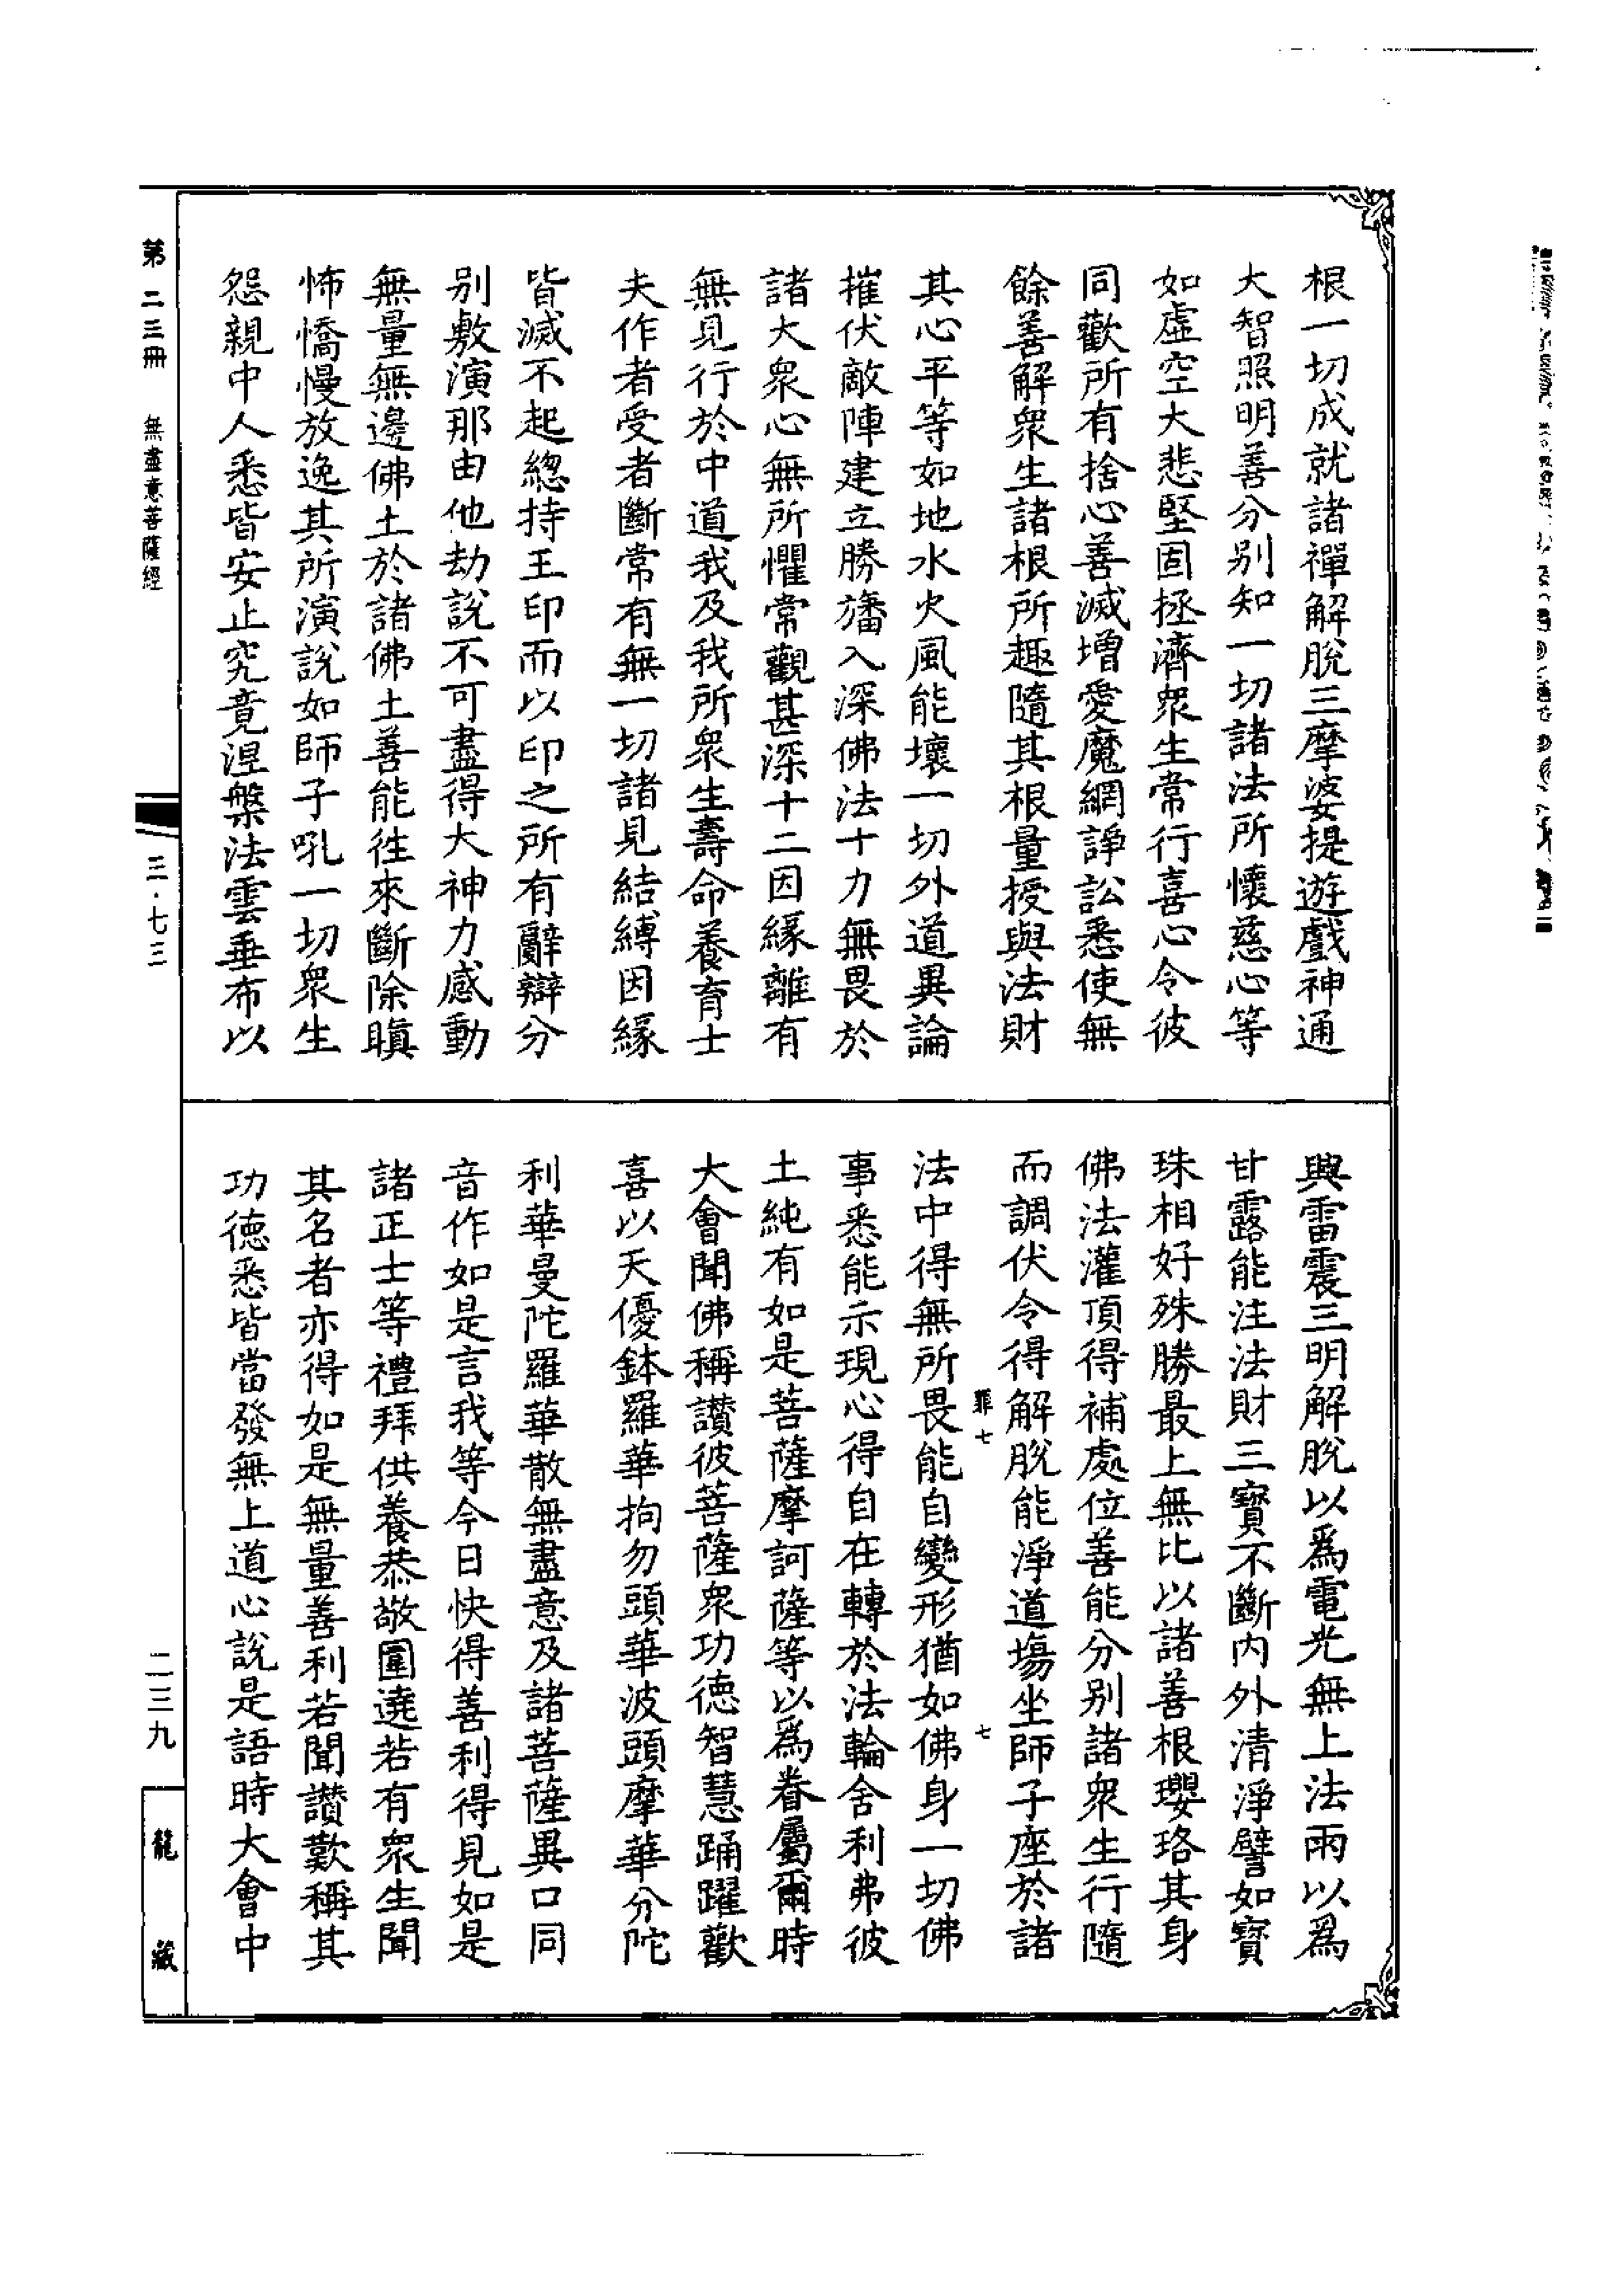 根一切成就諸禪解脫三摩婆提遊戲神通
大智照明善分別知一切諸法所懷慈心等
如虛空大悲堅固拯濟衆生常行喜心令彼
同歡所有捨心善滅增愛魔網諍訟悉使無
餘善解衆生諸根所趣隨其根量授與法財
其心平等如地水火風能壞一切外道異論
摧伏敵陣建立勝旛入深佛法十力無畏於
諸大衆心無所懼常觀甚深十二因緣離有
無見行於中道我及我所衆生壽命養育士
夫作者受者斷常有無一切諸見結縛因緣
皆滅不起緫持王印而以印之所有辭辯分
別敷演那由他劫說不可盡得大神力感動
無量無邊佛土於諸佛土善能徃來斷除瞋
怖憍慢放逸其所演說如師子吼一切衆生
怨親中人悉皆安止究竟涅槃法雲垂布以
興雷震三明解脫以爲電光無上法雨以爲
甘露能注法財三寶不斷內外清淨譬如寶
珠相好殊勝最上無比以諸善根瓔珞其身
佛法灌頂得補處位善能分別諸衆生行隨
而調伏令得解脫能淨道塲坐師子座於諸
罪七
七
法中得無所畏能自變形猶如佛身一切佛
事悉能示現心得自在轉於法輪舍利弗彼
土純有如是菩薩摩訶薩等以爲眷屬爾時
大會聞佛稱讚彼菩薩衆功德智慧踊躍歡
喜以天優鉢羅華拘勿頭華波頭摩華分陀
利華曼陀羅華散無盡意及諸菩薩異口同
音作如是言我等今日快得善利得見如是
諸正士等禮拜供養恭敬圍遶若有衆生聞
其名者亦得如是無量善利若聞讚歎稱其
功德悉皆當發無上道心說是語時大會中
第二三冊
無盡意菩薩經
三·七三
二三九
龍藏